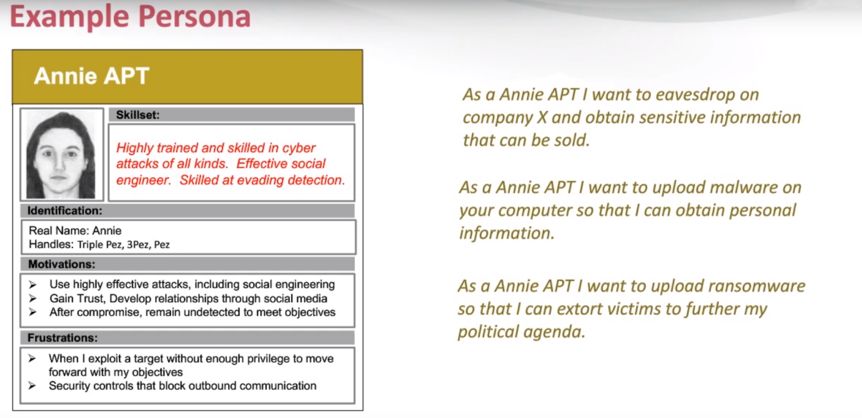 Example Persona
Annie APT
Skillset:
Highly trained and skilled in cyber
attacks of all kinds.  Effective social
engineer.  Skilled at evading detection.
Identification:
Real Name: Annie
Handles: Triple Pez, 3Pez, Pez
Motivations:
➢ Use highly effective attacks, including social engineering
➢ Gain Trust, Develop relationships through social media
➢ After compromise, remain undetected to meet objectives
Frustrations:
➢ When I exploit a target without enough privilege to move
forward with my objectives
➢ Security controls that block outbound communication
As a Annie APT I want to eavesdrop on
company X and obtain sensitive information
that can be sold.
As a Annie APT I want to upload malware on
your computer so that I can obtain personal
information.
As a Annie APT I want to upload ransomware
so that I can extort victims to further my
political agenda.